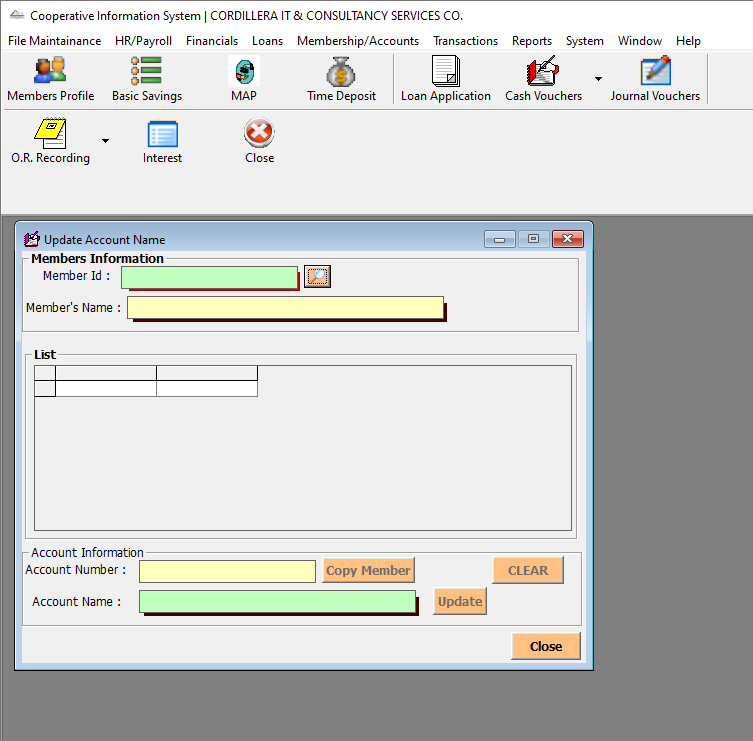 Cooperative Information System | CORDILLERA IT & CONSULTANCY SERVICES CO.
File Maintainance HR/Payroll Financials Loans Membership/Accounts Transactions Reports System Window Help
Members Profile Basic Savings MAP Time Deposit Loan Application Cash Vouchers Journal Vouchers
O.R. Recording Interest Close
Update Account Name
Members Information
Member Id :
Member's Name :
List
Account Information
Account Number : Copy Member CLEAR
Account Name : Update
Close